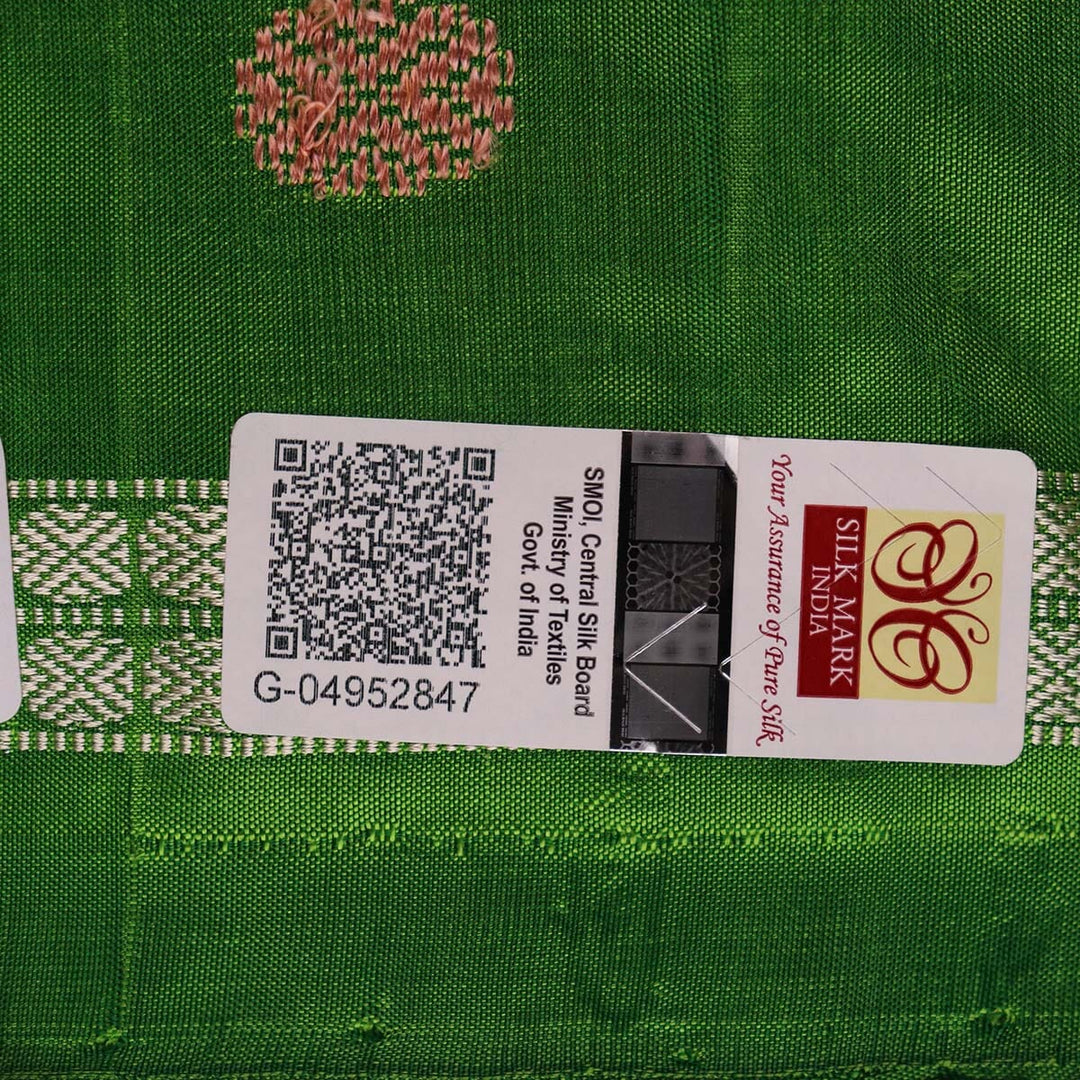 G-04952847
SMOI, Central Silk Board
Ministry of Textiles
Govt. of India
Your Assurance of Pure Silk
SILK MARK
INDIA